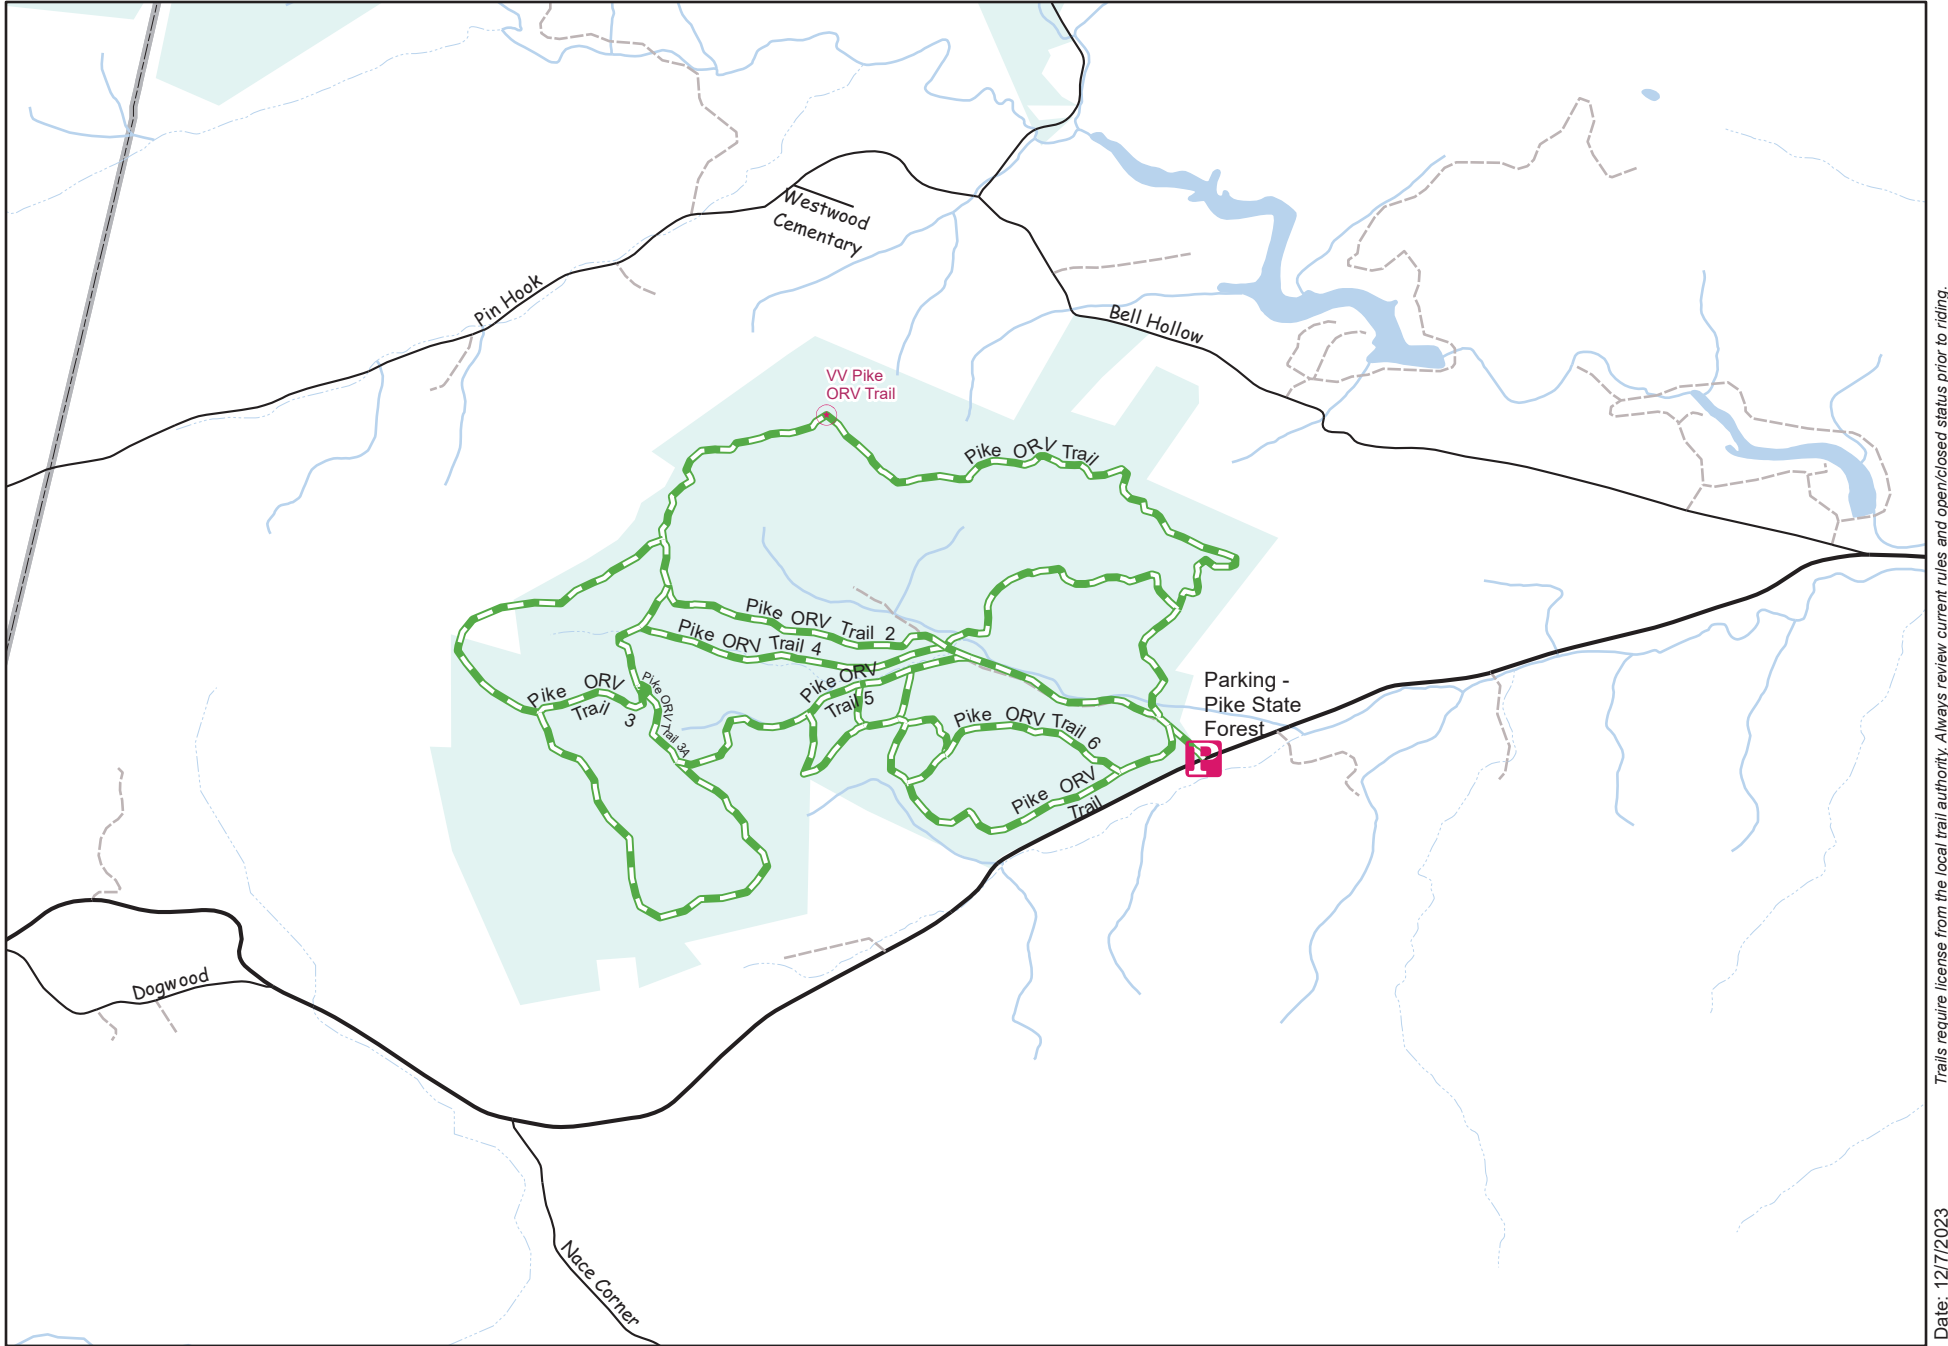 Westwood
Cementary
Pin Hook
Bell Hollow
VV Pike
ORV Trail
Pike ORV Trail
Pike ORV Trail 2
Pike ORV Trail 4
Pike ORV
Trail 5
Pike ORV
Trail 3
Pike ORV Trail 3A
Pike ORV Trail 6
Parking -
Pike State
Forest
P
Pike ORV
Trail
Dogwood
Nace Corner
Trails require license from the local trail authority. Always review current rules and open/closed status prior to riding.
Date: 12/7/2023